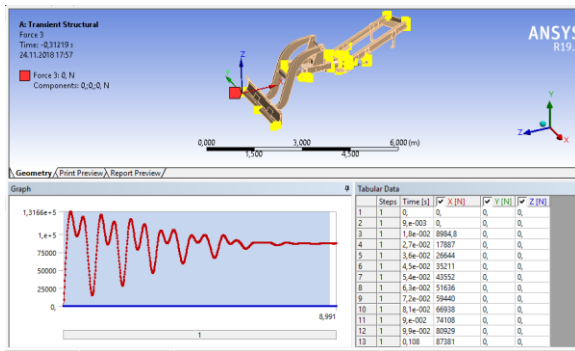 A: Transient Structural
Force 3
Time: -0,31219 s
24.11.2018 17:57
Force 3: 0, N
Components: 0,;0,;0, N
ANSYS
R19.
Z
Y
Y
Z
X
0,000
3,000
6,000 (m)
1,500
4,500
Geometry / Print Preview / Report Preview /
Graph
1,3166e+5
1,e+5
75000
50000
25000
0,
8,991
1
Tabular Data
Steps Time [s] X [N] Y [N] Z [N]
1 1 0, 0, 0, 0,
2 1 9,e-003 0, 0, 0,
3 1 1,8e-002 8984,8 0, 0,
4 1 2,7e-002 17887 0, 0,
5 1 3,6e-002 26644 0, 0,
6 1 4,5e-002 35211 0, 0,
7 1 5,4e-002 43552 0, 0,
8 1 6,3e-002 51636 0, 0,
9 1 7,2e-002 59440 0, 0,
10 1 8,1e-002 66938 0, 0,
11 1 9,e-002 74108 0, 0,
12 1 9,9e-002 80929 0, 0,
13 1 0,108 87381 0, 0,